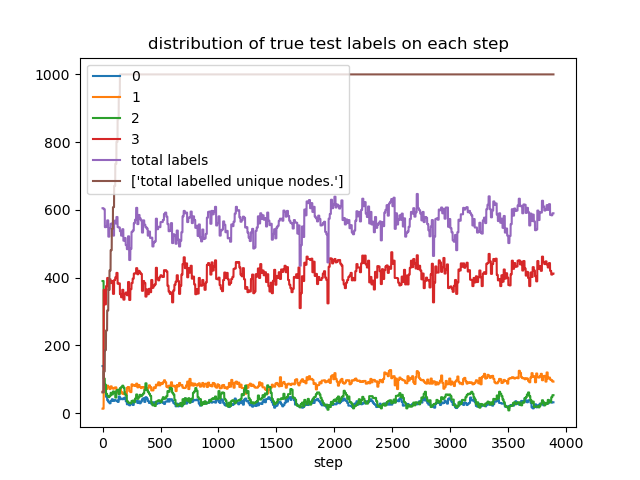 distribution of true test labels on each step
1000
800
600
400
200
0
0
1
2
3
total labels
['total labelled unique nodes.']
0 500 1000 1500 2000 2500 3000 3500 4000
step